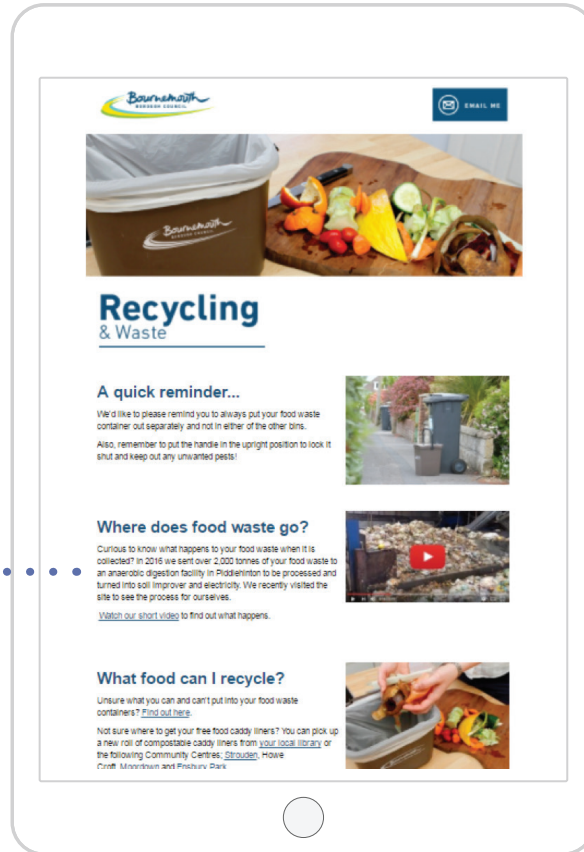 Bournemouth
BOROUGH COUNCIL
EMAIL ME
Bournemouth
BOROUGH COUNCIL
Recycling
& Waste
A quick reminder...
We'd like to please remind you to always put your food waste
container out separately and not in either of the other bins.
Also, remember to put the handle in the upright position to lock it
shut and keep out any unwanted pests!
Where does food waste go?
Curious to know what happens to your food waste when it is
collected? In 2016 we sent over 2,000 tonnes of your food waste to
an anaerobic digestion facility in Piddlehinton to be processed and
turned into soil improver and electricity. We recently visited the
site to see the process for ourselves.
Watch our short video to find out what happens.
What food can I recycle?
Unsure what you can and can't put into your food waste
containers? Find out here.
Not sure where to get your free food caddy liners? You can pick up
a new roll of compostable caddy liners from your local library or
the following Community Centres; Strouden, Howe
Croft, Moordown and Ensbury Park